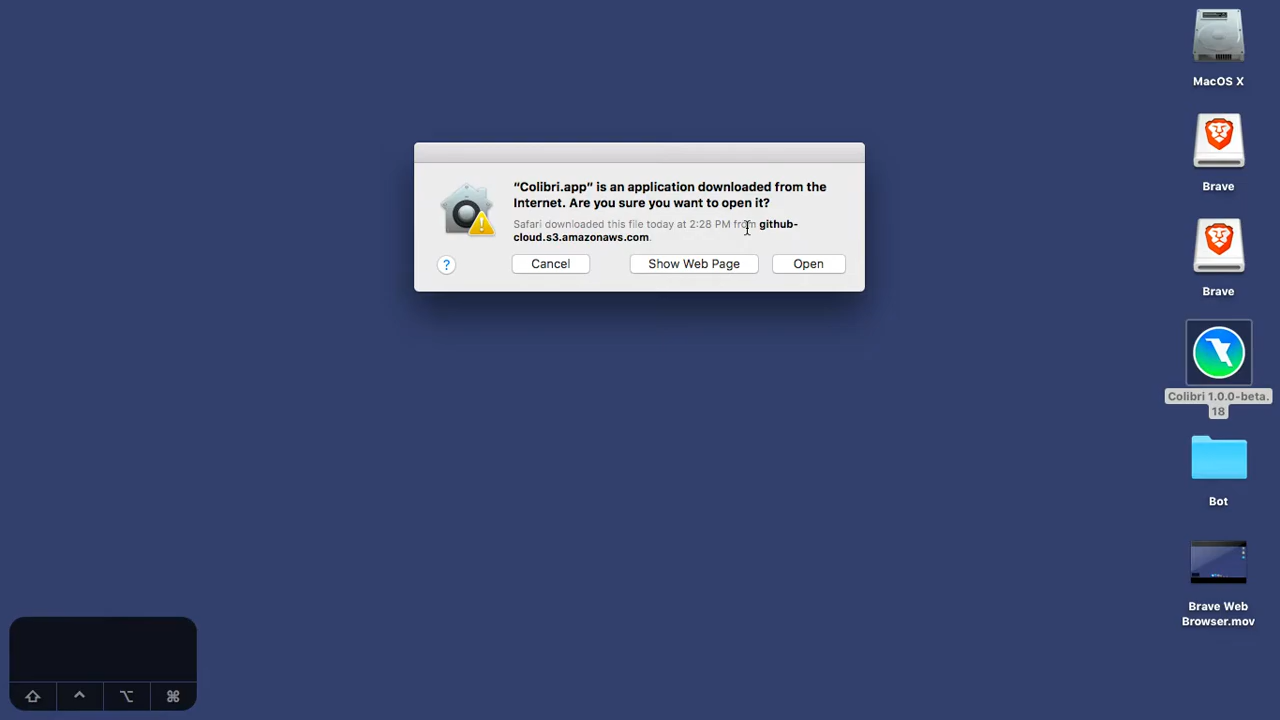 MacOS X
Brave
Brave
Colibri 1.0.0-beta.
18
Bot
Brave Web
Browser.mov
“Colibri.app” is an application downloaded from the
Internet. Are you sure you want to open it?
Safari downloaded this file today at 2:28 PM from github-
cloud.s3.amazonaws.com.
? Cancel Show Web Page Open
⇧ ^ ⌥ ⌘